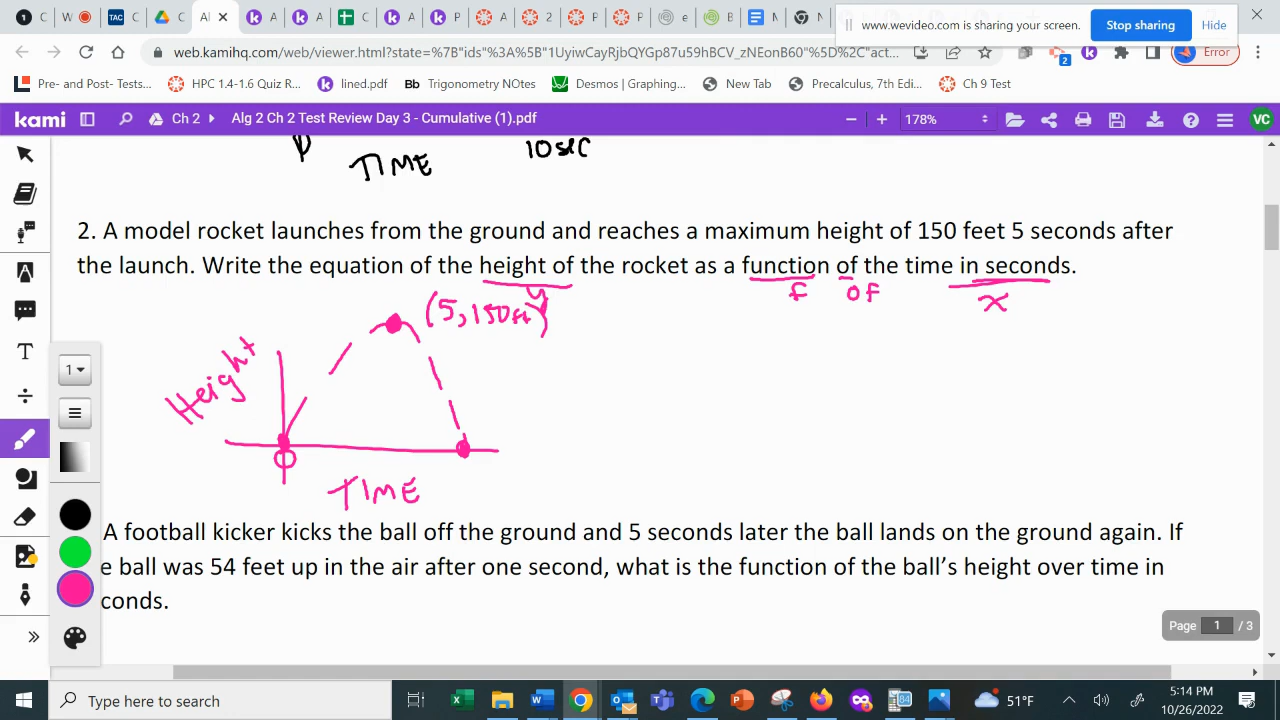 www.wevideo.com is sharing your screen. Stop sharing Hide
web.kamihq.com/web/viewer.html?state=%7B"ids"%3A%5B"1UyiwCayRjbQYGp87u59hBCV_zNEonB60"%5D%2C"act... Error
Pre- and Post- Tests... HPC 1.4-1.6 Quiz R... lined.pdf Bb Trigonometry NOtes Desmos | Graphing... New Tab Precalculus, 7th Edi... Ch 9 Test
kami Ch 2 Alg 2 Ch 2 Test Review Day 3 - Cumulative (1).pdf 178% VC
TIME 10sec
2. A model rocket launches from the ground and reaches a maximum height of 150 feet 5 seconds after
the launch. Write the equation of the height of the rocket as a function of the time in seconds.
y f of x
(5,150ft)
Height
TIME
A football kicker kicks the ball off the ground and 5 seconds later the ball lands on the ground again. If
e ball was 54 feet up in the air after one second, what is the function of the ball's height over time in
conds.
Page 1 / 3
Type here to search 51°F 5:14 PM
10/26/2022